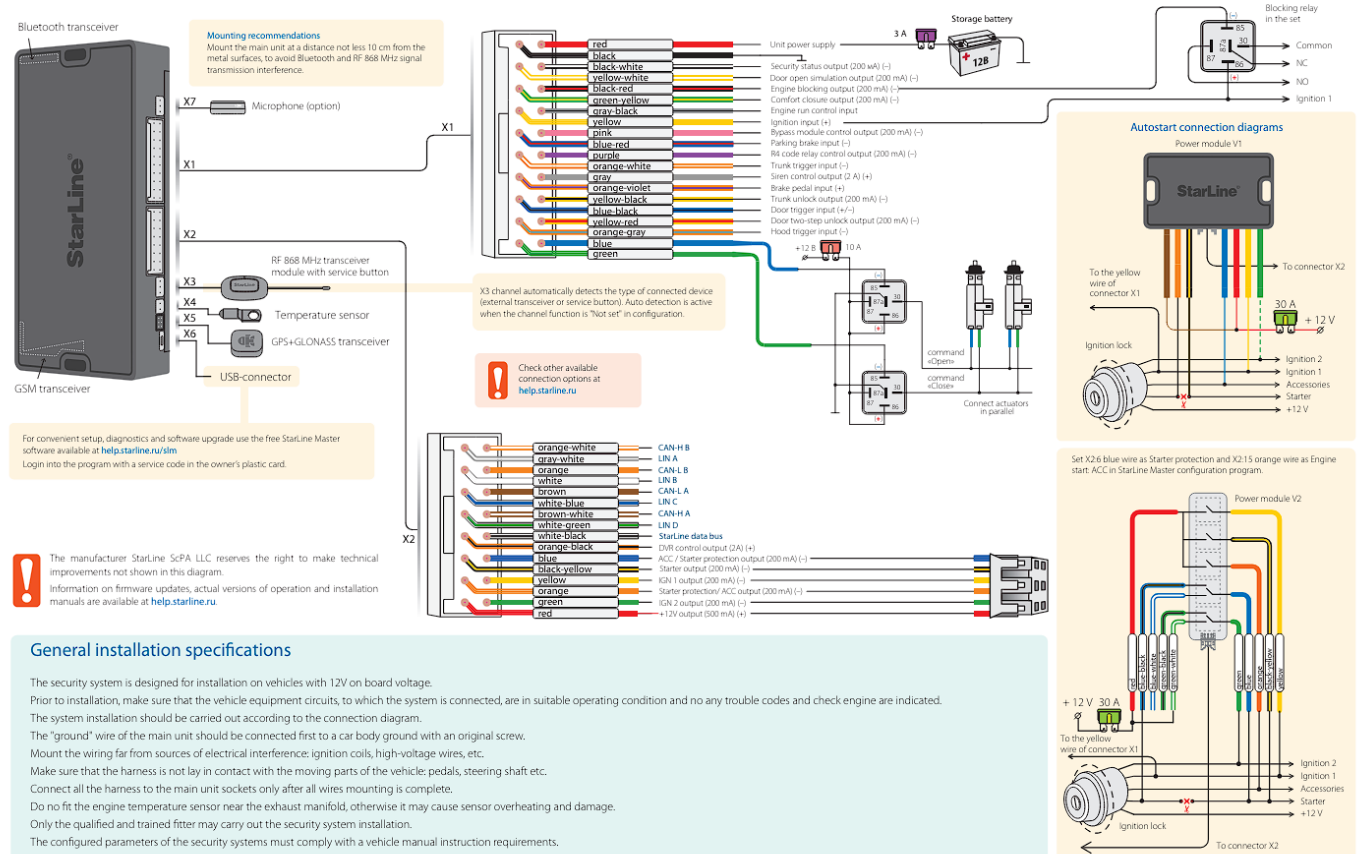 Bluetooth transceiver
Mounting recommendations
Mount the main unit at a distance not less 10 cm from the
metal surfaces, to avoid Bluetooth and RF 868 MHz signal
transmission interference.
StarLine®
X7
Microphone (option)
X1
X2
X3
RF 868 MHz transceiver
module with service button
StarLine
X4
Temperature sensor
X5
GPS+GLONASS transceiver
X6
USB-connector
GSM transceiver
For convenient setup, diagnostics and software upgrade use the free StarLine Master
software available at help.starline.ru/slm
Login into the program with a service code in the owner's plastic card.
X1
red
Unit power supply
black
black-white
Security status output (200 мА) (–)
yellow-white
Door open simulation output (200 mA) (–)
black-red
Engine blocking output (200 mA) (–)
green-yellow
Comfort closure output (200 mA) (–)
gray-black
Engine run control input
yellow
Ignition input (+)
pink
Bypass module control output (200 mA) (–)
blue-red
Parking brake input (–)
purple
R4 code relay control output (200 mA) (–)
orange-white
Trunk trigger input (–)
gray
Siren control output (2 A) (+)
orange-violet
Brake pedal input (+)
yellow-black
Trunk unlock output (200 mA) (–)
blue-black
Door trigger input (+/–)
yellow-red
Door two-step unlock output (200 mA) (–)
orange-gray
Hood trigger input (–)
blue
green
3 A
Storage battery
+
12В
Blocking relay
in the set
(–)
85
30
87a
87
86
(+)
Common
NC
NO
Ignition 1
+12 В
10 A
(–)
85
30
87a
87
86
(+)
(–)
85
30
87a
87
86
(+)
command
«Open»
command
«Close»
Connect actuators
in parallel
X3 channel automatically detects the type of connected device
(external transceiver or service button). Auto detection is active
when the channel function is "Not set" in configuration.
Check other available
connection options at
help.starline.ru
X2
orange-white
CAN-H B
gray-white
LIN A
orange
CAN-L B
white
LIN B
brown
CAN-L A
white-blue
LIN C
brown-white
CAN-H A
white-green
LIN D
white-black
StarLine data bus
orange-black
DVR control output (2A) (+)
blue
ACC / Starter protection output (200 mA) (–)
black-yellow
Starter output (200 mA) (–)
yellow
IGN 1 output (200 mA) (–)
orange
Starter protection/ ACC output (200 mA) (–)
green
IGN 2 output (200 mA) (–)
red
+12V output (500 mA) (+)
The manufacturer StarLine ScPA LLC reserves the right to make technical
improvements not shown in this diagram.
Information on firmware updates, actual versions of operation and installation
manuals are available at help.starline.ru.
Autostart connection diagrams
Power module V1
StarLine®
To connector X2
To the yellow
wire of
connector X1
30 A
+ 12 V
Ignition lock
Ignition 2
Ignition 1
Accessories
Starter
+12 V
Set X2:6 blue wire as Starter protection and X2:15 orange wire as Engine
start: ACC in StarLine Master configuration program.
Power module V2
red
blue-black
blue-white
green-black
green-white
green
blue
orange
black-yellow
yellow
+ 12 V 30 A
To the yellow
wire of connector X1
Ignition 2
Ignition 1
Accessories
Starter
+12 V
Ignition lock
To connector X2
General installation specifications
The security system is designed for installation on vehicles with 12V on board voltage.
Prior to installation, make sure that the vehicle equipment circuits, to which the system is connected, are in suitable operating condition and no any trouble codes and check engine are indicated.
The system installation should be carried out according to the connection diagram.
The "ground" wire of the main unit should be connected first to a car body ground with an original screw.
Mount the wiring far from sources of electrical interference: ignition coils, high-voltage wires, etc.
Make sure that the harness is not lay in contact with the moving parts of the vehicle: pedals, steering shaft etc.
Connect all the harness to the main unit sockets only after all wires mounting is complete.
Do no fit the engine temperature sensor near the exhaust manifold, otherwise it may cause sensor overheating and damage.
Only the qualified and trained fitter may carry out the security system installation.
The configured parameters of the security systems must comply with a vehicle manual instruction requirements.